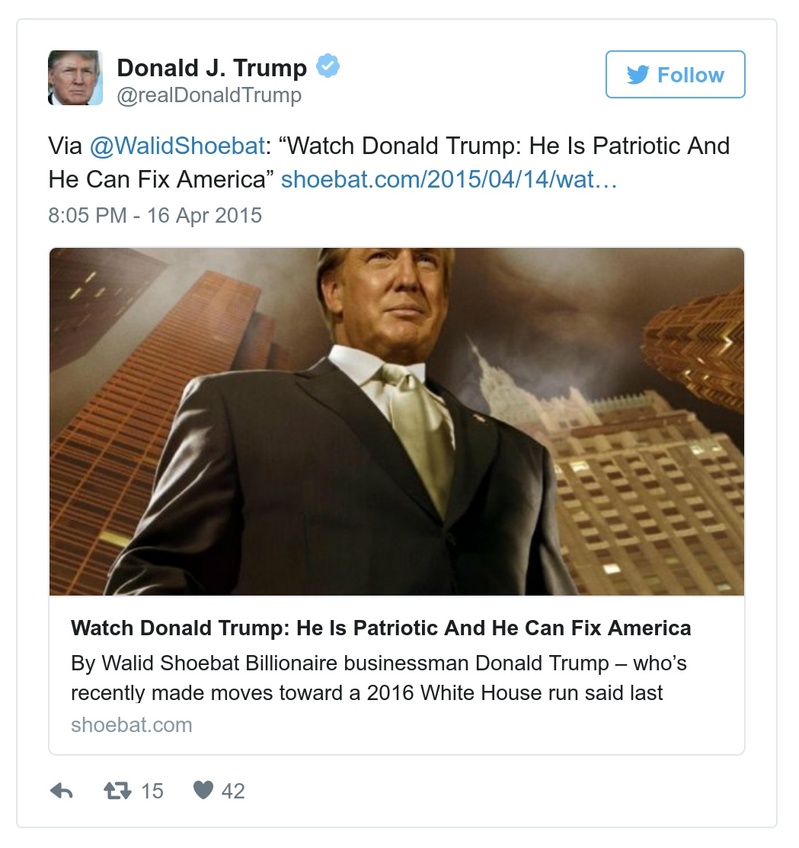 Donald J. Trump
@realDonaldTrump
Follow
Via @WalidShoebat: “Watch Donald Trump: He Is Patriotic And
He Can Fix America” shoebat.com/2015/04/14/wat…
8:05 PM - 16 Apr 2015
Watch Donald Trump: He Is Patriotic And He Can Fix America
By Walid Shoebat Billionaire businessman Donald Trump – who’s
recently made moves toward a 2016 White House run said last
shoebat.com
15
42